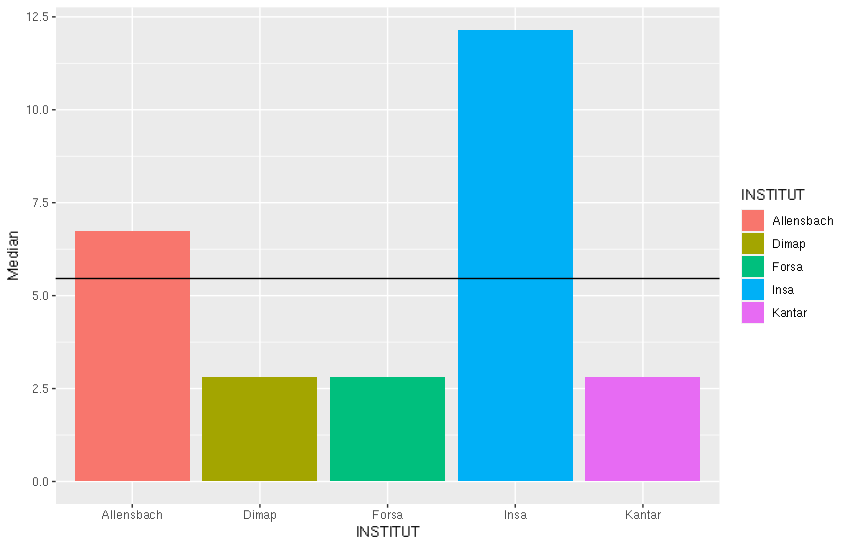 12.5
10.0
7.5
5.0
2.5
0.0
Median
Allensbach Dimap Forsa Insa Kantar
INSTITUT
INSTITUT
Allensbach
Dimap
Forsa
Insa
Kantar